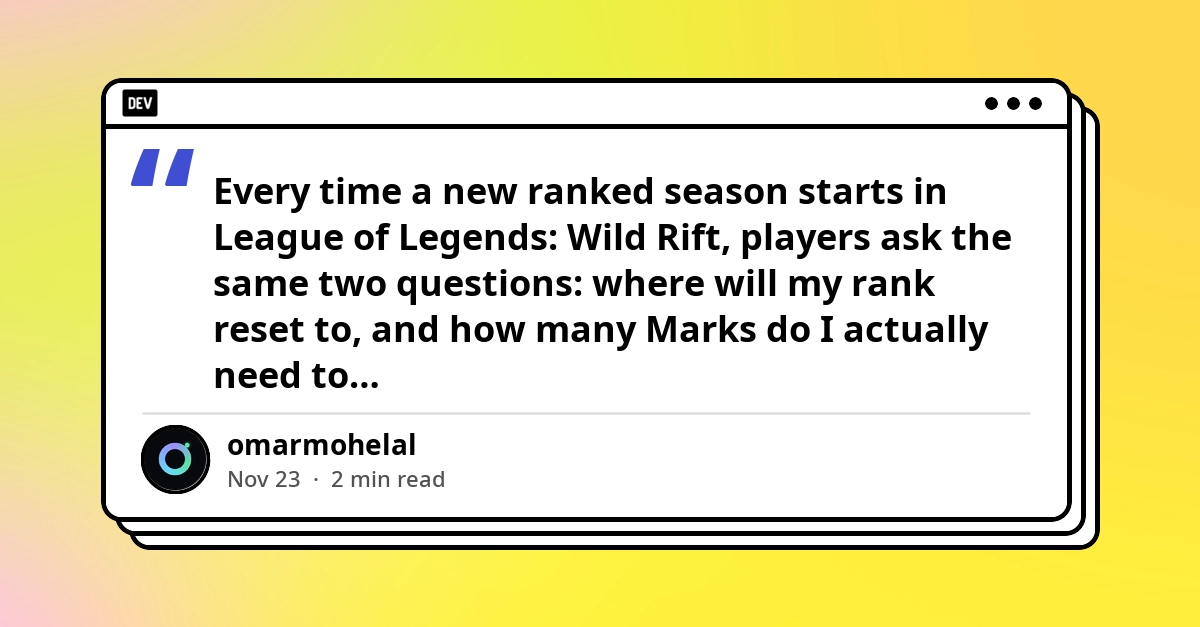 DEV
“
Every time a new ranked season starts in
League of Legends: Wild Rift, players ask the
same two questions: where will my rank
reset to, and how many Marks do I actually
need to...
omarmohelal
Nov 23 · 2 min read